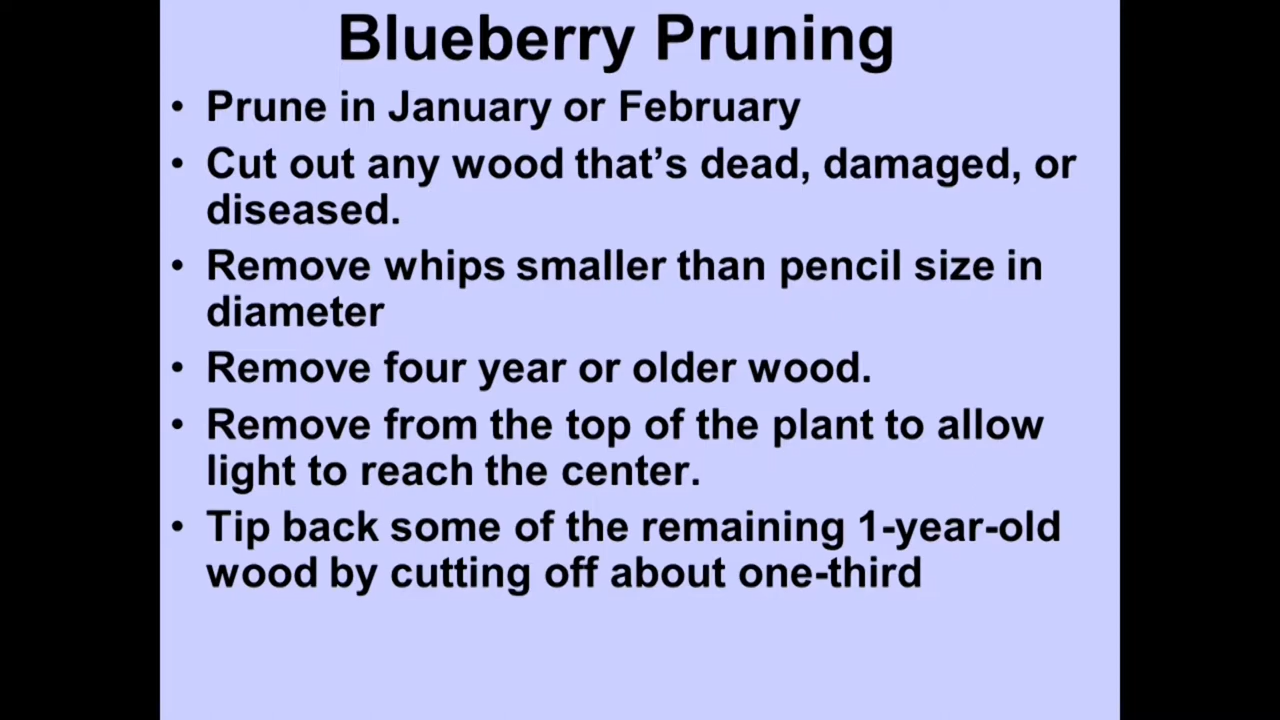 Blueberry Pruning
• Prune in January or February
• Cut out any wood that's dead, damaged, or
diseased.
• Remove whips smaller than pencil size in
diameter
• Remove four year or older wood.
• Remove from the top of the plant to allow
light to reach the center.
• Tip back some of the remaining 1-year-old
wood by cutting off about one-third